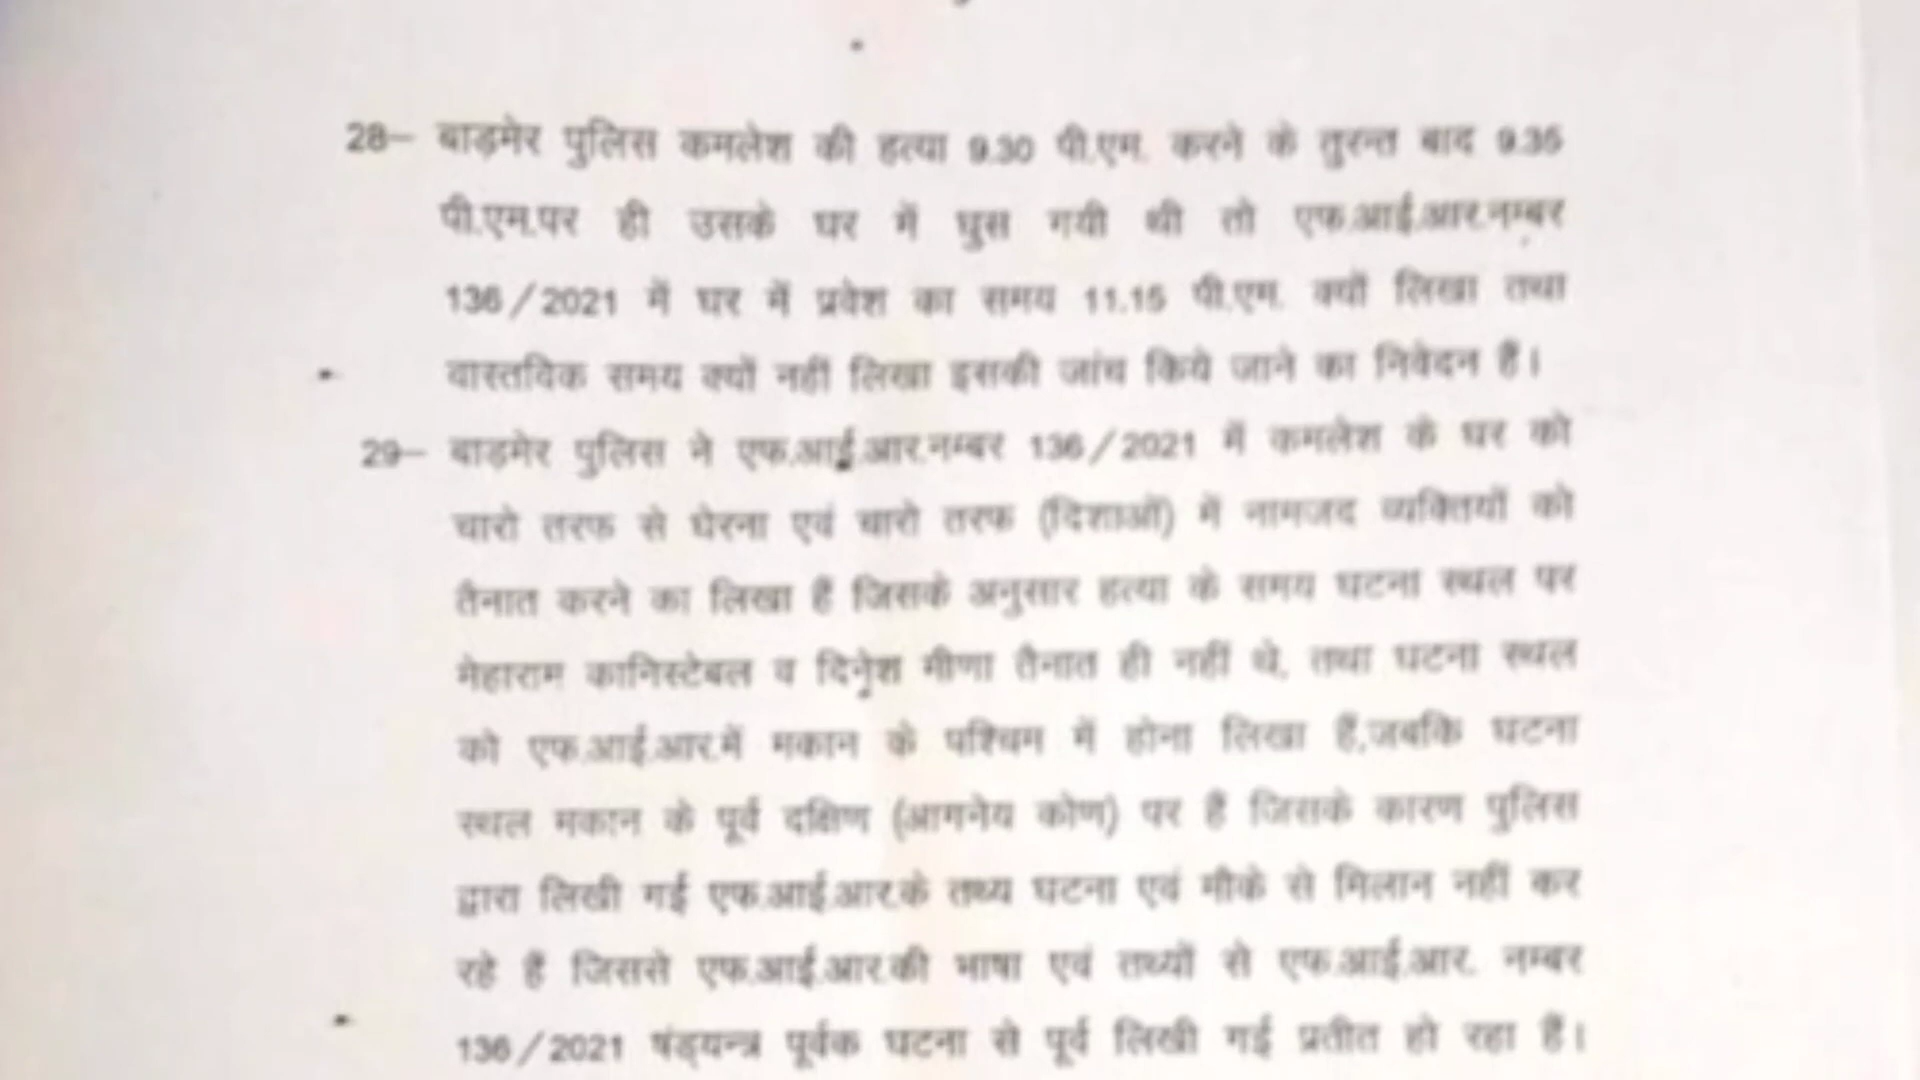 28– बाड़मेर पुलिस कमलेश की हत्या 9.30 पी.एम. करने के तुरन्त बाद 9.35
पी.एम.पर ही उसके घर में घुस गयी थी तो एफ.आई.आर.नम्बर
136/2021 में घर में प्रवेश का समय 11.15 पी.एम. क्यों लिखा तथा
वास्तविक समय क्यों नहीं लिखा इसकी जांच किये जाने का निवेदन हैं।
29– बाड़मेर पुलिस ने एफ.आई.आर.नम्बर 136/2021 में कमलेश के घर को
चारो तरफ से घेरना एवं चारो तरफ (दिशाओं) में नामजद व्यक्तियों को
तैनात करने का लिखा हैं जिसके अनुसार हत्या के समय घटना स्थल पर
मेहाराम कानिस्टेबल व दिनेश मीणा तैनात ही नहीं थे, तथा घटना स्थल
को एफ.आई.आर.में मकान के पश्चिम में होना लिखा हैं,जबकि घटना
स्थल मकान के पूर्व दक्षिण (आगनेय कोण) पर हैं जिसके कारण पुलिस
द्वारा लिखी गई एफ.आई.आर.के तथ्य घटना एवं मौके से मिलान नहीं कर
रहे हैं जिससे एफ.आई.आर.की भाषा एवं तथ्यों से एफ.आई.आर. नम्बर
136/2021 षंड्यन्त्र पूर्वक घटना से पूर्व लिखी गई प्रतीत हो रहा हैं।